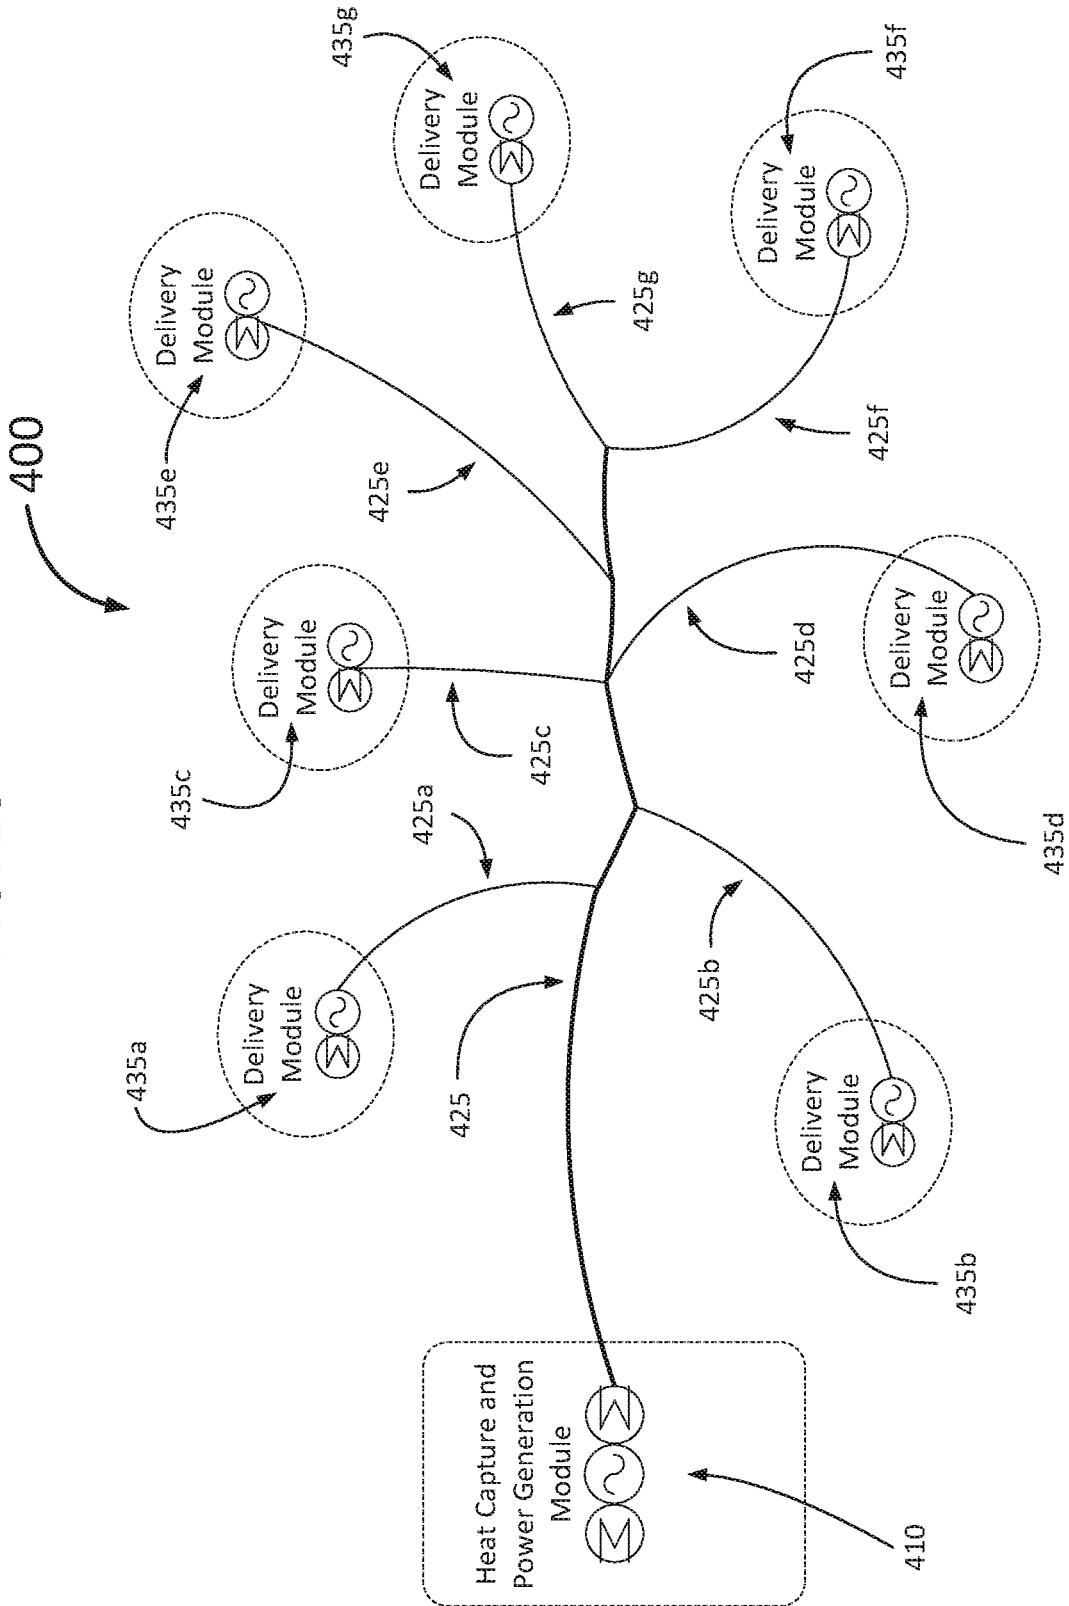 400
435a
435e
Delivery
Module
435c
Delivery
Module
Delivery
Module
435g
425e
425a
Delivery
Module
425
Heat Capture and
Power Generation
Module
425c
425g
425b
Delivery
Module
425d
Delivery
Module
425f
435f
Delivery
Module
410
435b
435d